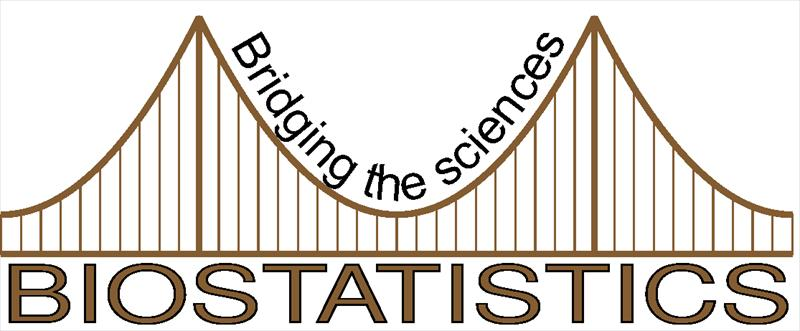 Bridging the sciences
BIOSTATISTICS